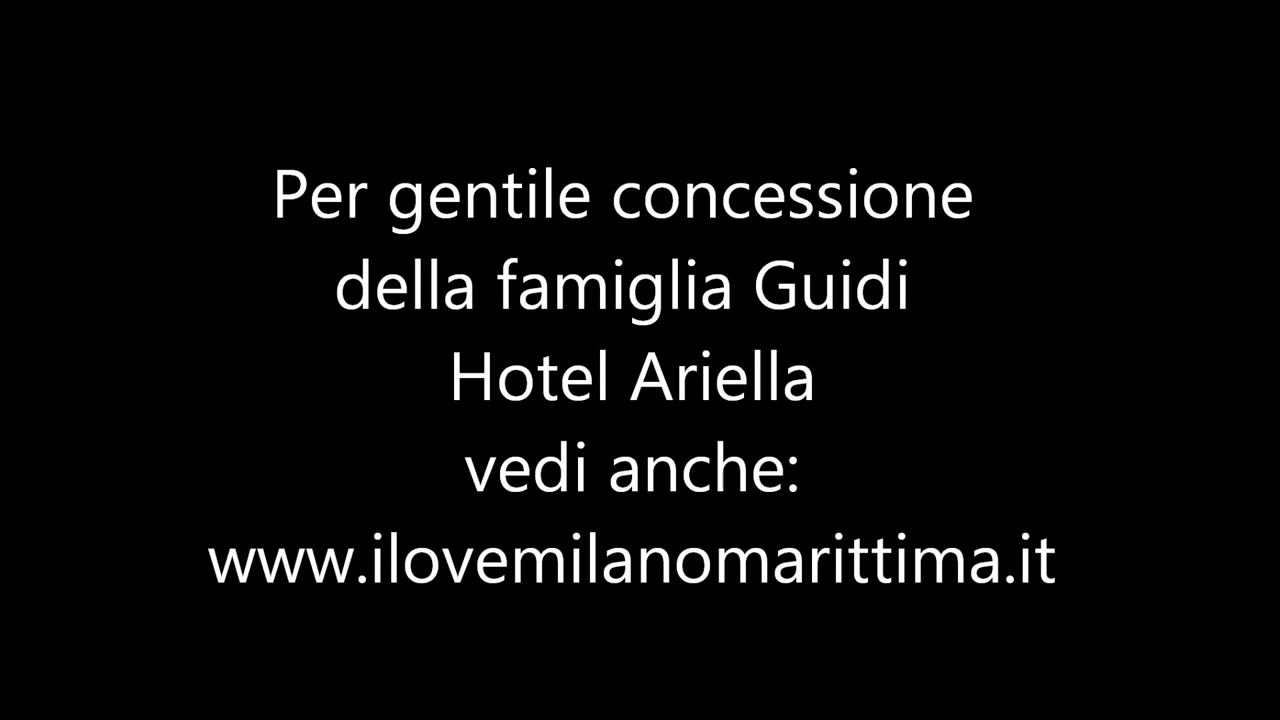 Per gentile concessione
della famiglia Guidi
Hotel Ariella
vedi anche:
www.ilovemilanomarittima.it